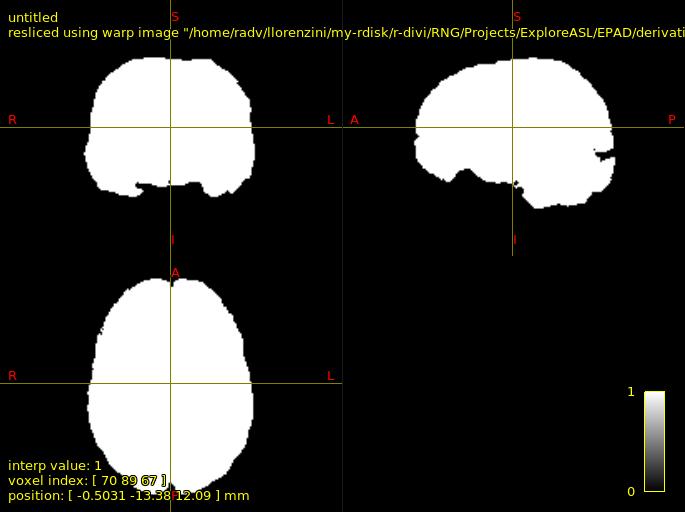 untitled
resliced using warp image "/home/radv/llorenzini/my-rdisk/r-divi/RNG/Projects/ExploreASL/EPAD/derivati
S
S
R
L
A
P
I
I
A
R
L
1
interp value: 1
voxel index: [ 70 89 67 ]
0
position: [ -0.5031 -13.38 12.09 ] mm